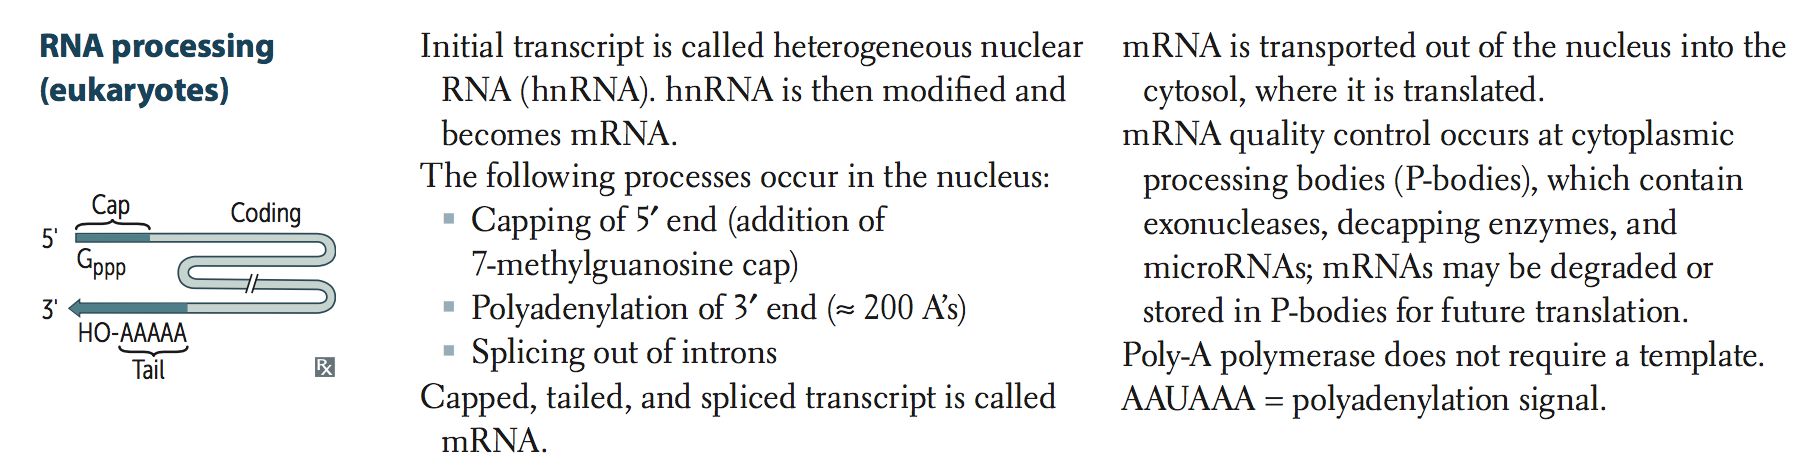 RNA processing
(eukaryotes)
Cap
Coding
5′
Gppp
3′
HO-AAAAA
Tail
Rx
Initial transcript is called heterogeneous nuclear
RNA (hnRNA). hnRNA is then modified and
becomes mRNA.
The following processes occur in the nucleus:
▪ Capping of 5′ end (addition of
7-methylguanosine cap)
▪ Polyadenylation of 3′ end (≈ 200 A’s)
▪ Splicing out of introns
Capped, tailed, and spliced transcript is called
mRNA.
mRNA is transported out of the nucleus into the
cytosol, where it is translated.
mRNA quality control occurs at cytoplasmic
processing bodies (P-bodies), which contain
exonucleases, decapping enzymes, and
microRNAs; mRNAs may be degraded or
stored in P-bodies for future translation.
Poly-A polymerase does not require a template.
AAUAAA = polyadenylation signal.